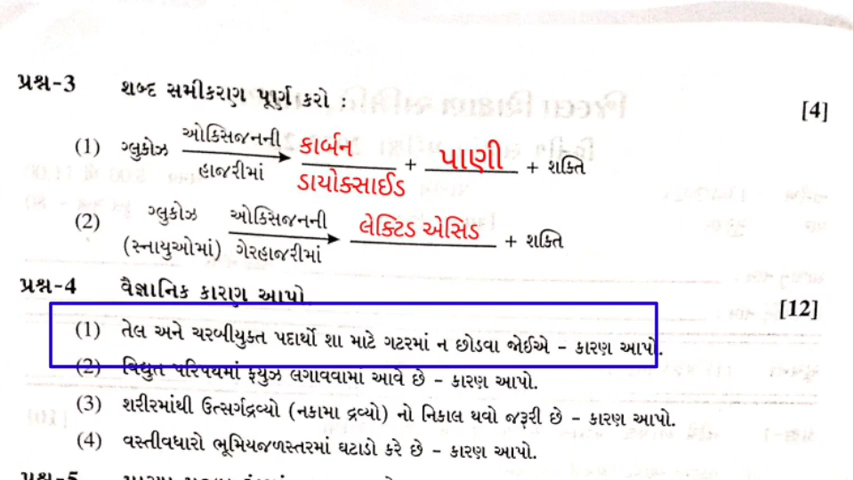 પ્રશ્ન-3 શબ્દ સમીકરણ પૂર્ણ કરો : [4]
(1) ગ્લુકોઝ ઓક્સિજનની હાજરીમાં કાર્બન ડાયોક્સાઈડ + પાણી + શક્તિ
(2) ગ્લુકોઝ (સ્નાયુઓમાં) ઓક્સિજનની ગેરહાજરીમાં લેક્ટિડ એસિડ + શક્તિ
પ્રશ્ન-4 વૈજ્ઞાનિક કારણ આપો. [12]
(1) તેલ અને ચરબીયુક્ત પદાર્થો શા માટે ગટરમાં ન છોડવા જોઈએ – કારણ આપો.
(2) વિદ્યુત પરિપથમાં ફ્યુઝ લગાવવામાં આવે છે – કારણ આપો.
(3) શરીરમાંથી ઉત્સર્ગદ્રવ્યો (નકામા દ્રવ્યો) નો નિકાલ થવો જરૂરી છે – કારણ આપો.
(4) વસ્તીવધારો ભૂમિયજળસ્તરમાં ઘટાડો કરે છે – કારણ આપો.